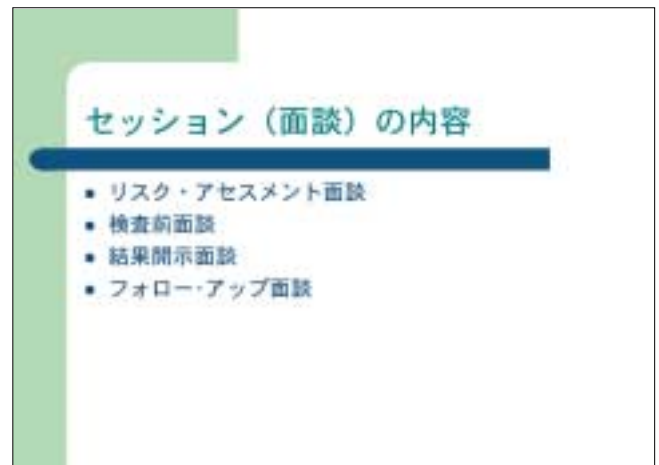 セッション（面談）の内容
リスク・アセスメント面談
検査前面談
結果開示面談
フォロー・アップ面談